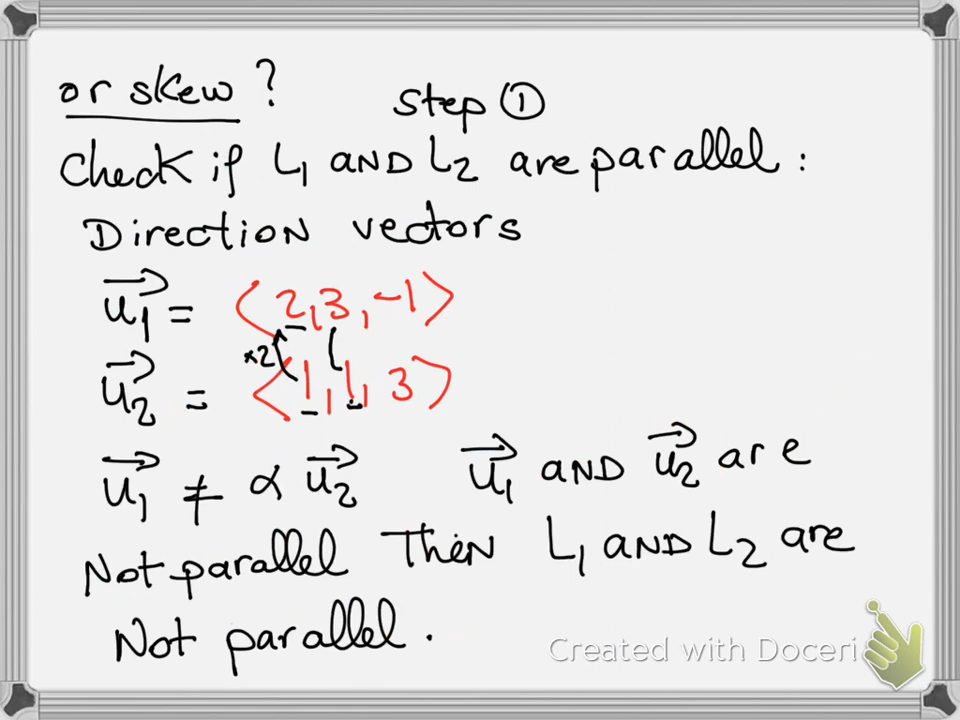 or skew ?
Step ①
Check if L₁ AND L₂ are parallel :
Direction vectors
u₁→ = ⟨2, 3, -1⟩
×2
u₂→ = ⟨1, 1, 3⟩
u₁→ ≠ α u₂→ u₁→ AND u₂→ are
Not parallel Then L₁ AND L₂ are
Not parallel.
Created with Doceri